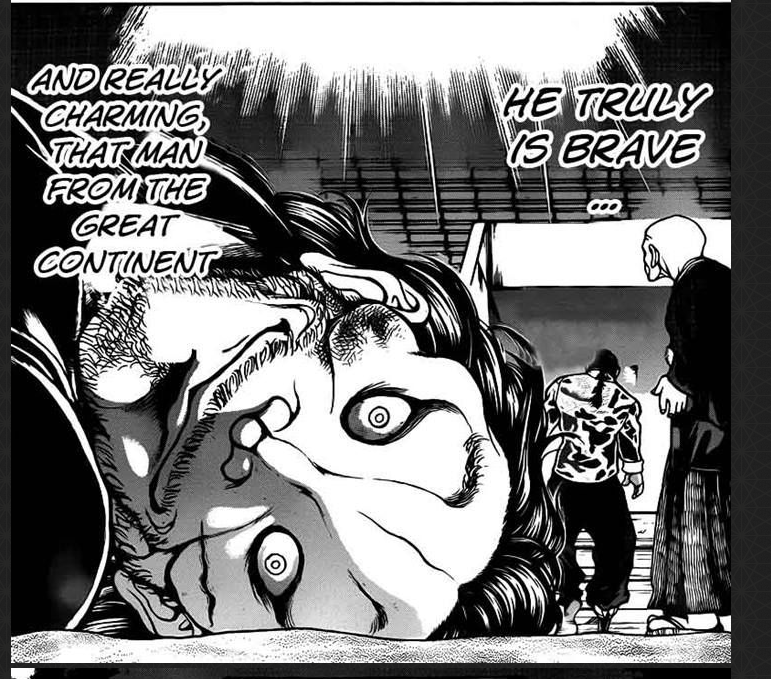 HE TRULY
IS BRAVE
...
AND REALLY
CHARMING,
THAT MAN
FROM THE
GREAT
CONTINENT